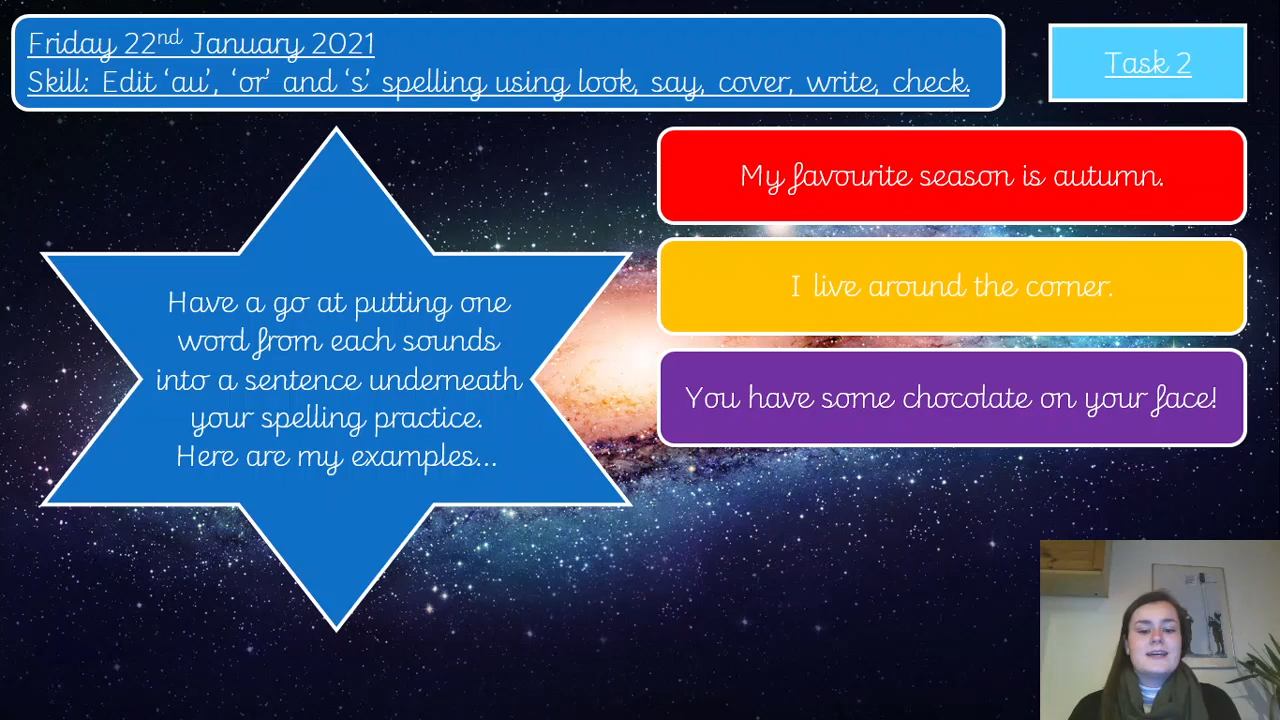 Friday 22nd January 2021
Skill: Edit ‘au’, ‘or’ and ‘s’ spelling using look, say, cover, write, check.
Task 2
Have a go at putting one
word from each sounds
into a sentence underneath
your spelling practice.
Here are my examples...
My favourite season is autumn.
I live around the corner.
You have some chocolate on your face!